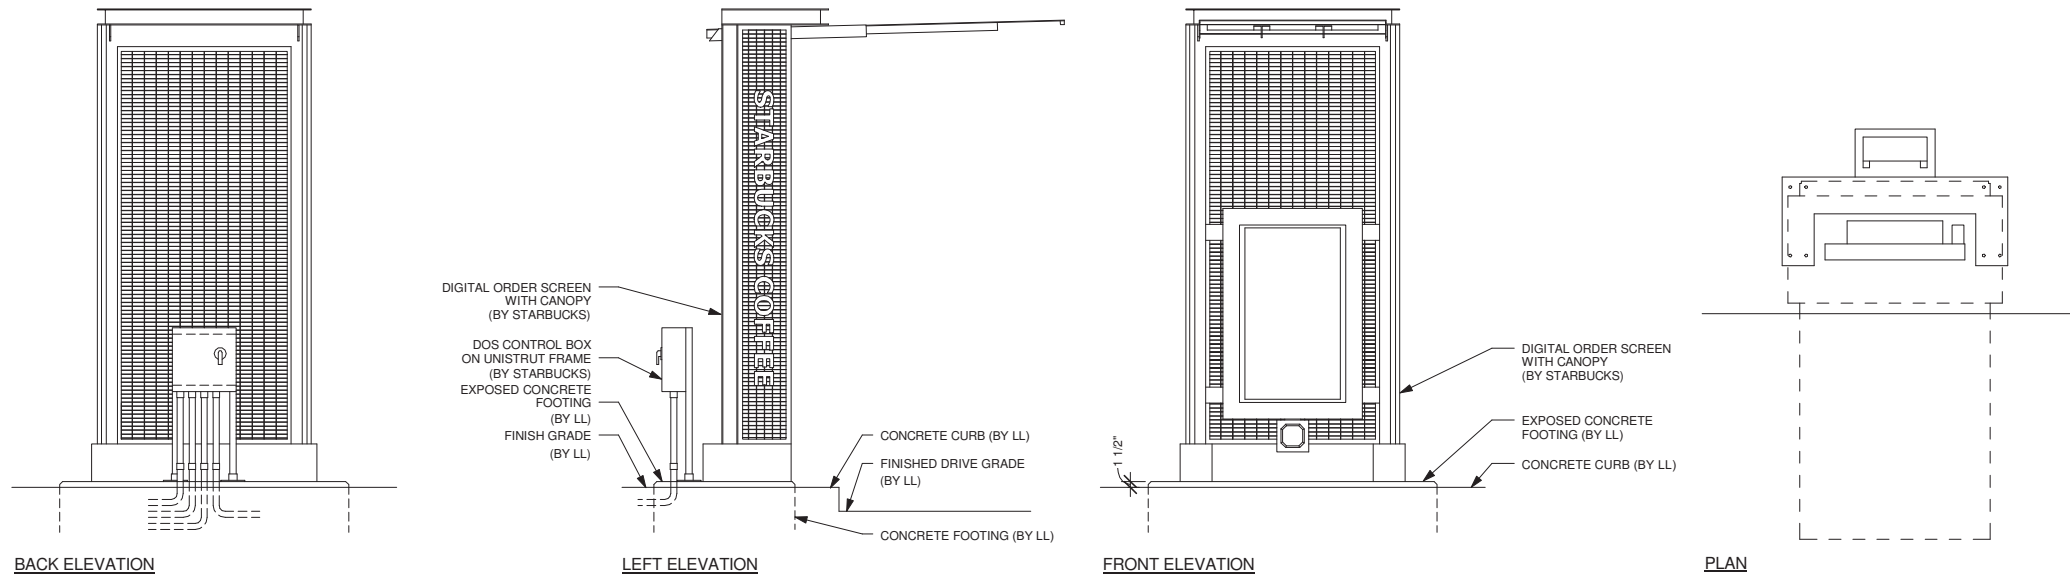 STARBUCKS COFFEE
DIGITAL ORDER SCREEN
WITH CANOPY
(BY STARBUCKS)
DOS CONTROL BOX
ON UNISTRUT FRAME
(BY STARBUCKS)
EXPOSED CONCRETE
FOOTING
(BY LL)
FINISH GRADE
(BY LL)
CONCRETE CURB (BY LL)
FINISHED DRIVE GRADE
(BY LL)
CONCRETE FOOTING (BY LL)
1 1/2"
DIGITAL ORDER SCREEN
WITH CANOPY
(BY STARBUCKS)
EXPOSED CONCRETE
FOOTING (BY LL)
CONCRETE CURB (BY LL)
BACK ELEVATION
LEFT ELEVATION
FRONT ELEVATION
PLAN